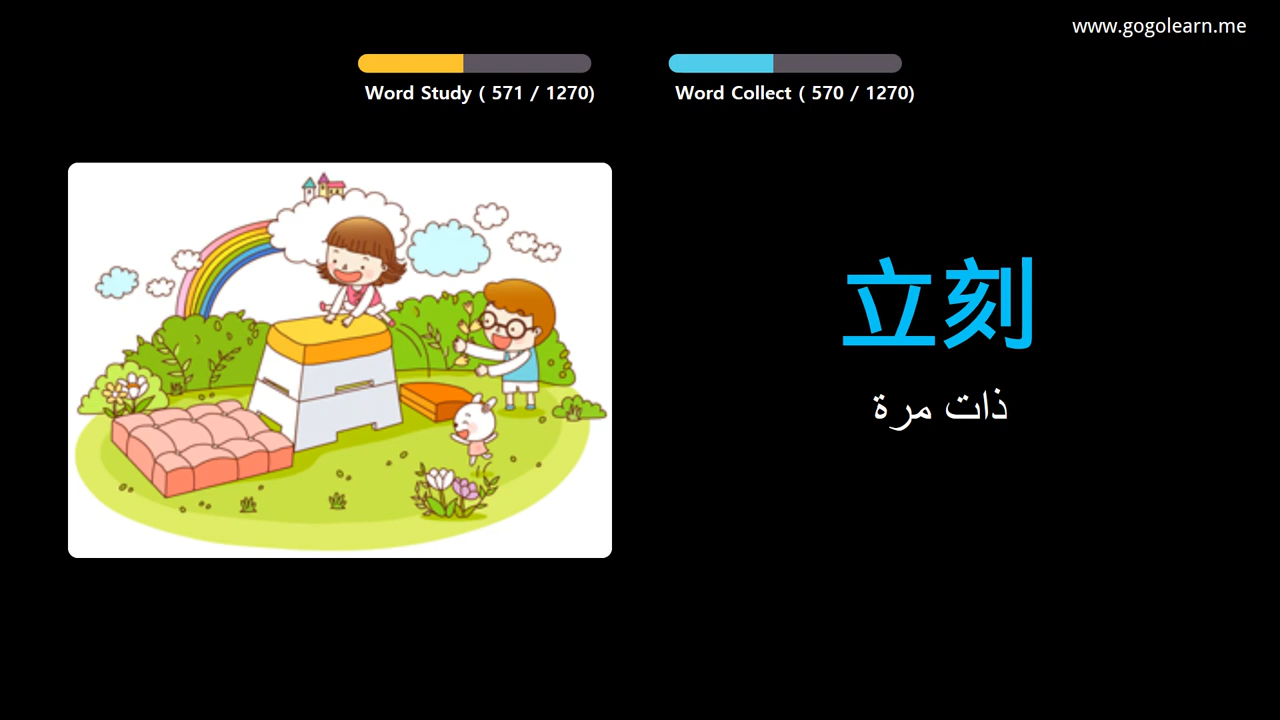 www.gogolearn.me
Word Study ( 571 / 1270)
Word Collect ( 570 / 1270)
立刻
ذات مرة